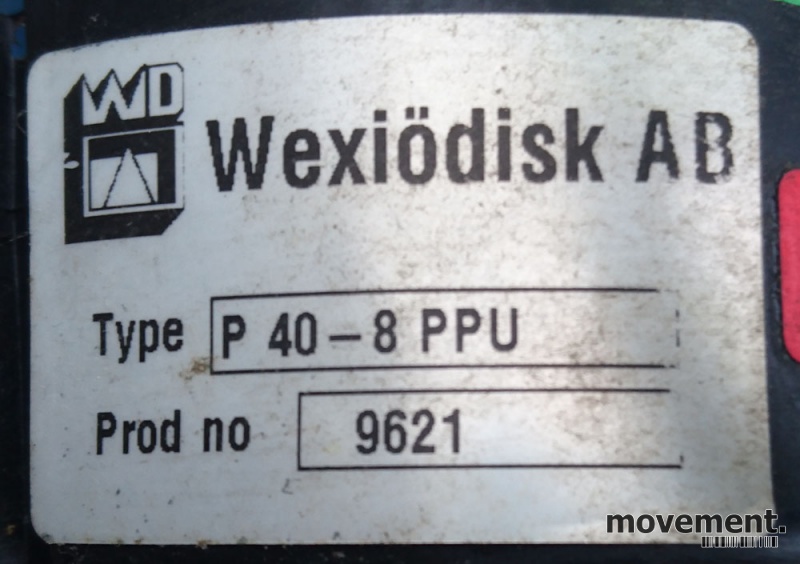 WD
Wexiödisk AB
Type P 40-8 PPU
Prod no 9621
movement.